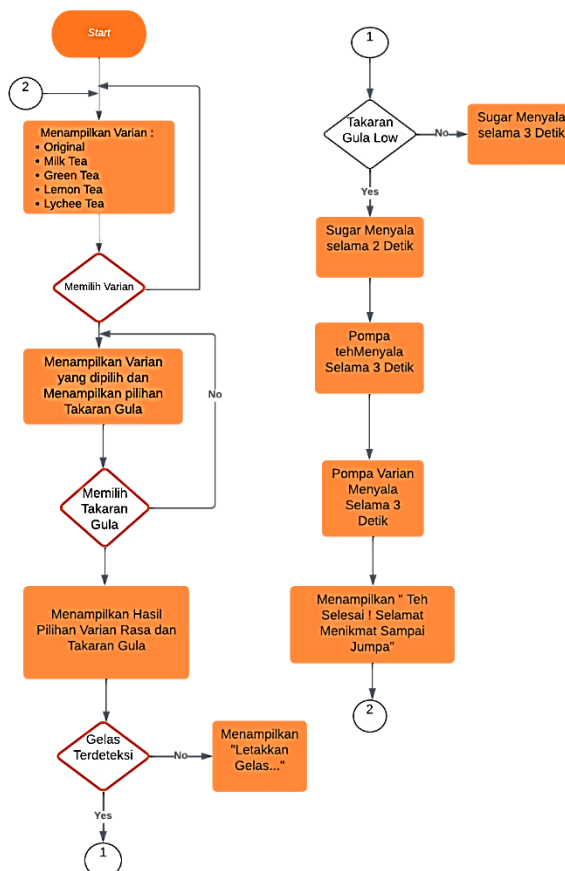 Start
2
Menampilkan Varian :
• Original
• Milk Tea
• Green Tea
• Lemon Tea
• Lychee Tea
Memilih Varian
Menampilkan Varian
yang dipilih dan
Menampilkan pilihan
Takaran Gula
No
Memilih
Takaran
Gula
Menampilkan Hasil
Pilihan Varian Rasa dan
Takaran Gula
Gelas
Terdeteksi
No
Menampilkan
"Letakkan
Gelas..."
Yes
1
1
Takaran
Gula Low
No
Sugar Menyala
selama 3 Detik
Yes
Sugar Menyala
selama 2 Detik
Pompa
tehMenyala
Selama 3 Detik
Pompa Varian
Menyala
Selama 3
Detik
Menampilkan " Teh
Selesai ! Selamat
Menikmat Sampai
Jumpa"
2